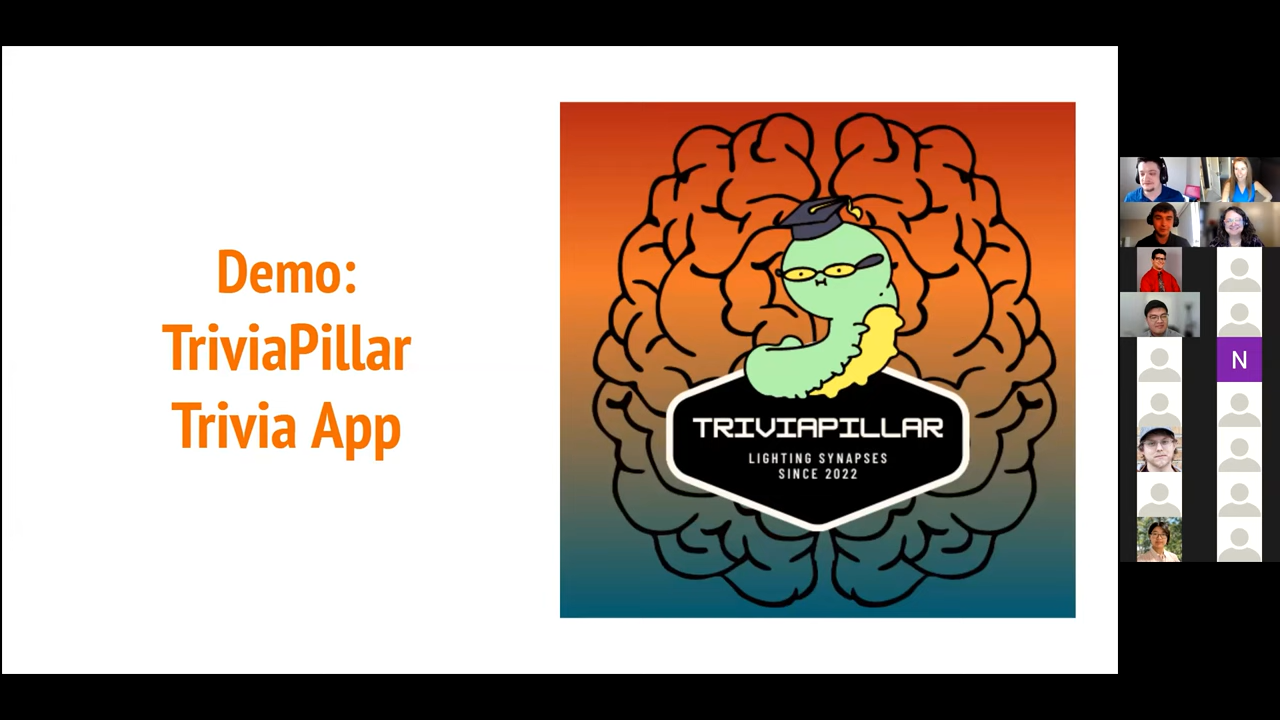 Demo:
TriviaPillar
Trivia App
TRIVIAPILLAR
LIGHTING SYNAPSES
SINCE 2022
N